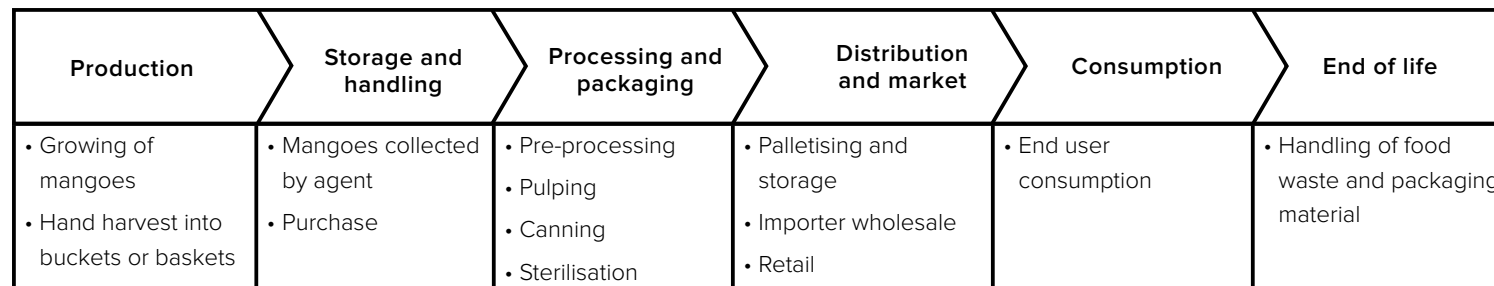 Production
Storage and
handling
Processing and
packaging
Distribution
and market
Consumption
End of life
• Growing of
mangoes
• Hand harvest into
buckets or baskets
• Mangoes collected
by agent
• Purchase
• Pre-processing
• Pulping
• Canning
• Sterilisation
• Palletising and
storage
• Importer wholesale
• Retail
• End user
consumption
• Handling of food
waste and packaging
material